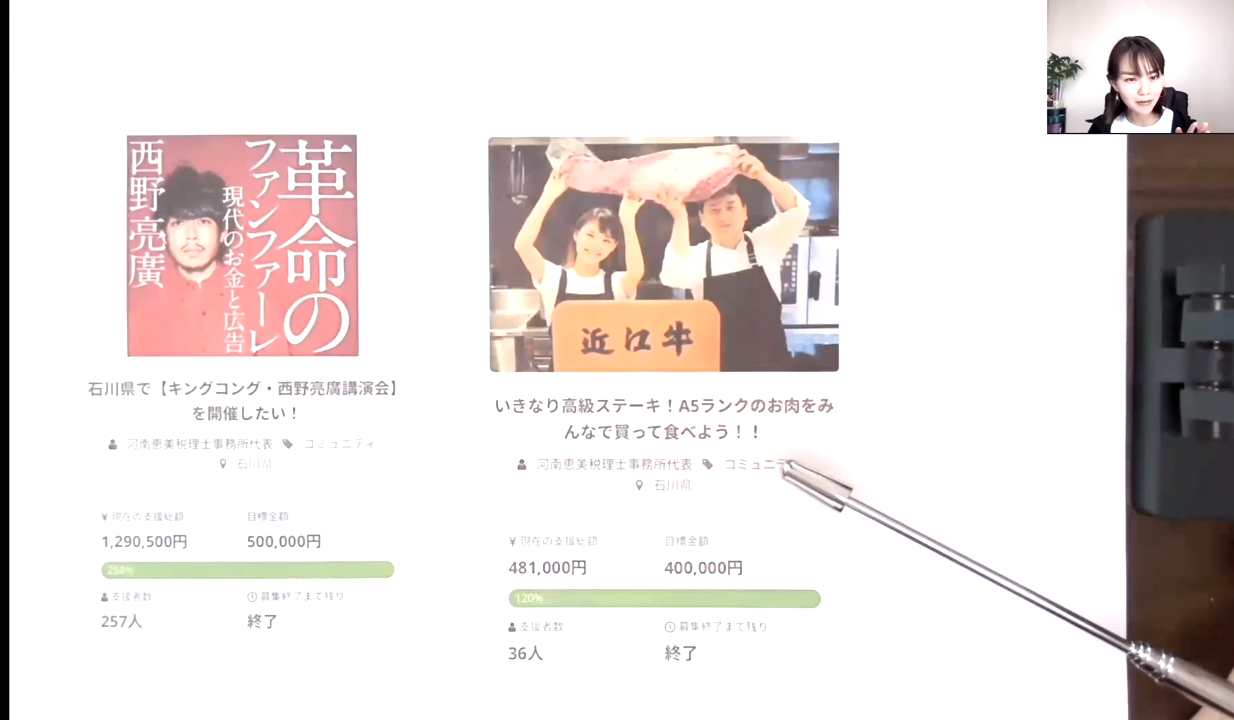 革命の
ファンファーレ
現代のお金と広告
西野亮廣
石川県で【キングコング・西野亮廣講演会】
を開催したい！
河南恵美税理士事務所代表 コミュニティ
石川県
¥現在の支援総額 目標金額
1,290,500円 500,000円
258%
支援者数 募集終了まで残り
257人 終了
近江牛
いきなり高級ステーキ！A5ランクのお肉をみ
んなで買って食べよう！！
河南恵美税理士事務所代表 コミュニテ
石川県
¥現在の支援総額 目標金額
481,000円 400,000円
120%
支援者数 募集終了まで残り
36人 終了